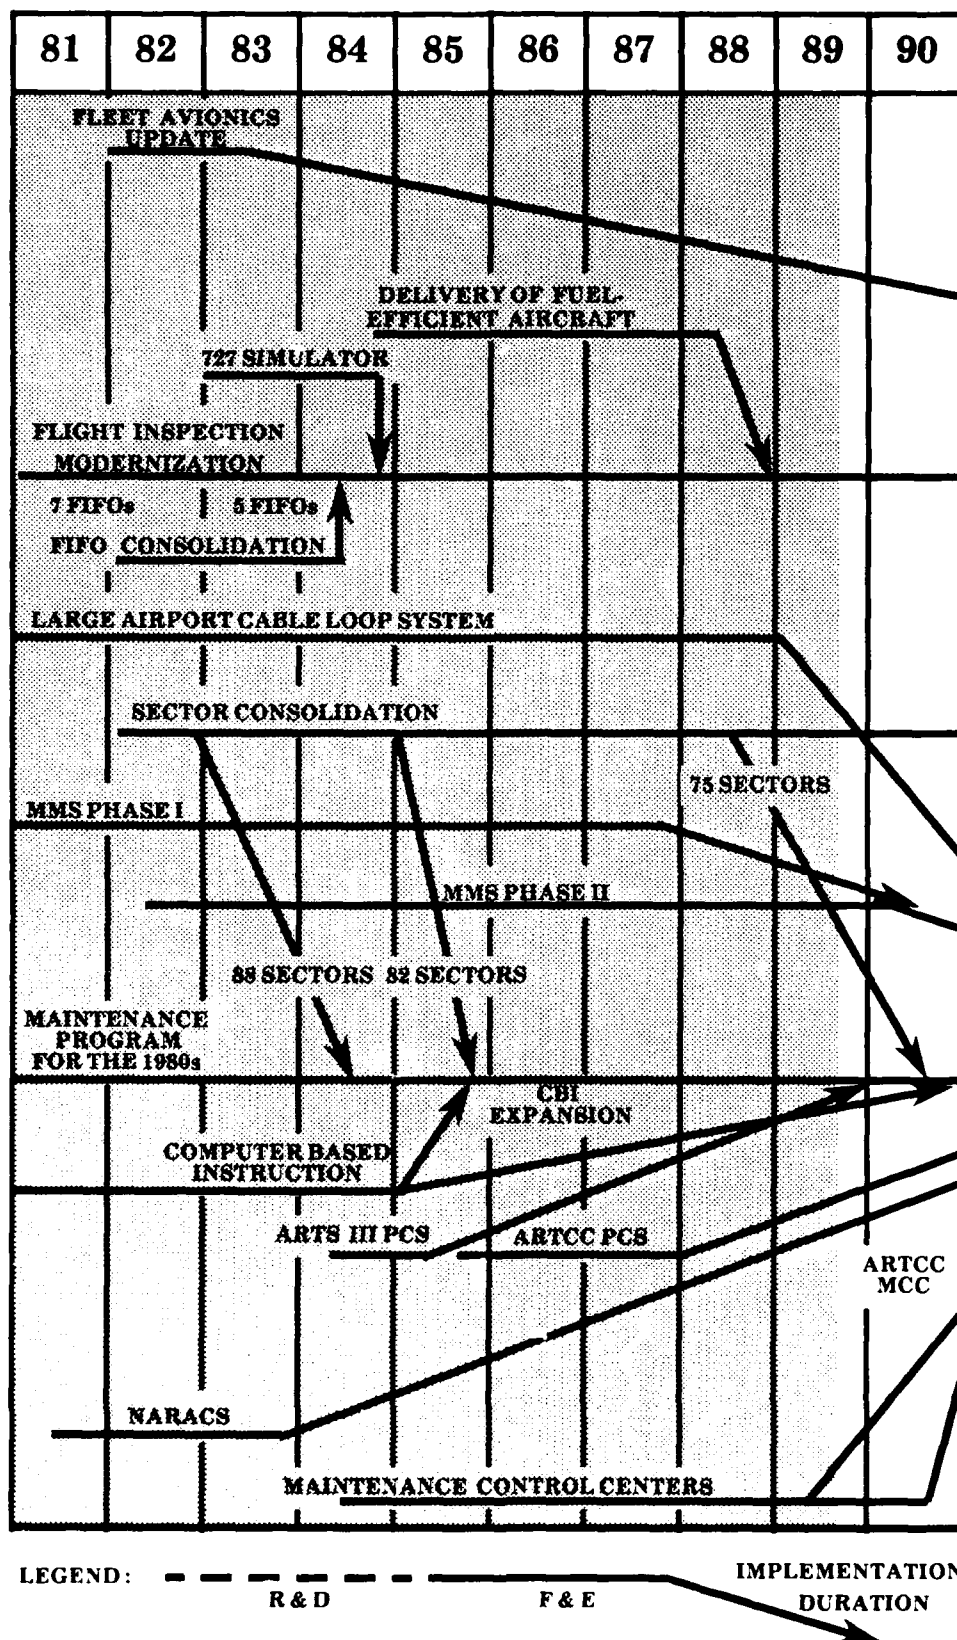 81 82 83 84 85 86 87 88 89 90
FLEET AVIONICS
UPDATE
DELIVERY OF FUEL-
EFFICIENT AIRCRAFT
727 SIMULATOR
FLIGHT INSPECTION
MODERNIZATION
7 FIFOs 5 FIFOs
FIFO CONSOLIDATION
LARGE AIRPORT CABLE LOOP SYSTEM
SECTOR CONSOLIDATION
75 SECTORS
MMS PHASE I
MMS PHASE II
88 SECTORS 82 SECTORS
MAINTENANCE
PROGRAM
FOR THE 1980s
CBI
EXPANSION
COMPUTER BASED
INSTRUCTION
ARTS III PCS ARTCC PCS
ARTCC
MCC
NARACS
MAINTENANCE CONTROL CENTERS
LEGEND:
R & D
F & E
IMPLEMENTATION
DURATION